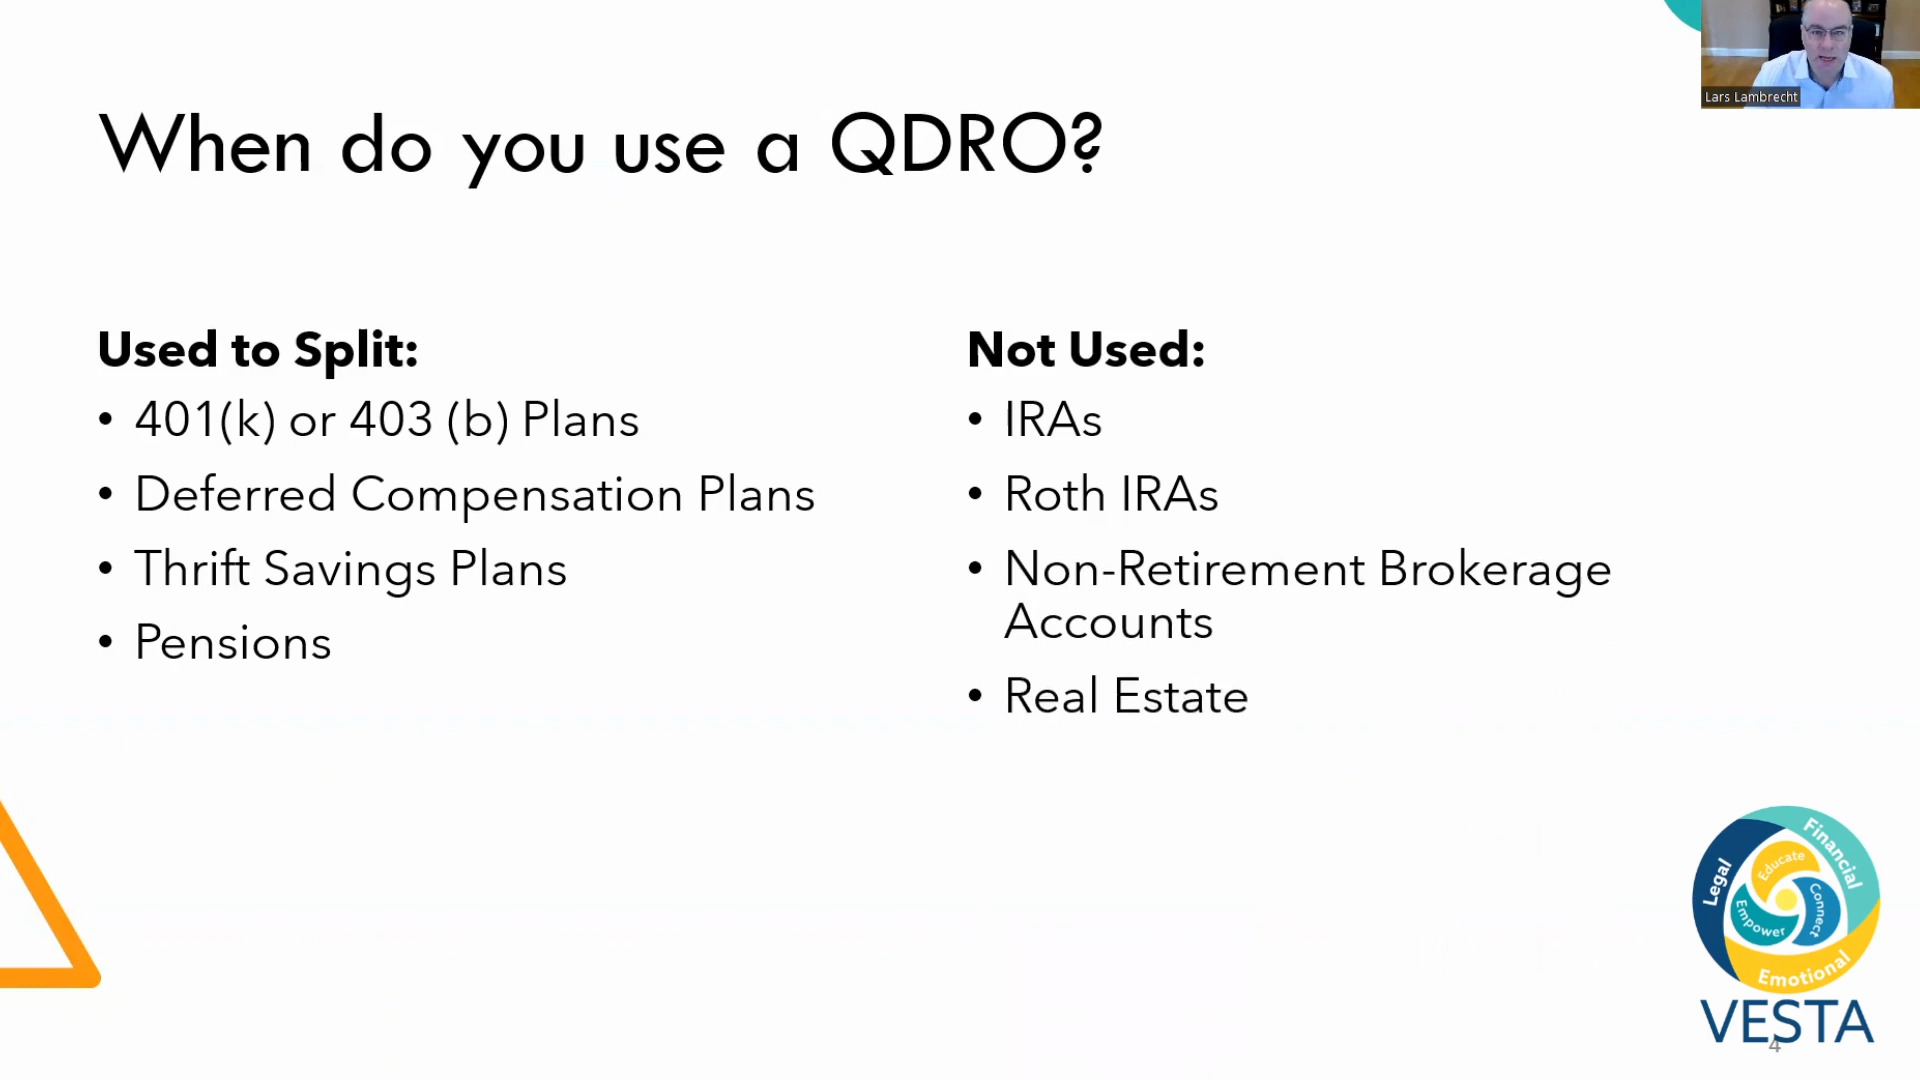 Lars Lambrecht
When do you use a QDRO?
Used to Split:
• 401(k) or 403 (b) Plans
• Deferred Compensation Plans
• Thrift Savings Plans
• Pensions
Not Used:
• IRAs
• Roth IRAs
• Non-Retirement Brokerage
Accounts
• Real Estate
Legal
Financial
Emotional
Educate
Connect
Empower
VESTA
4